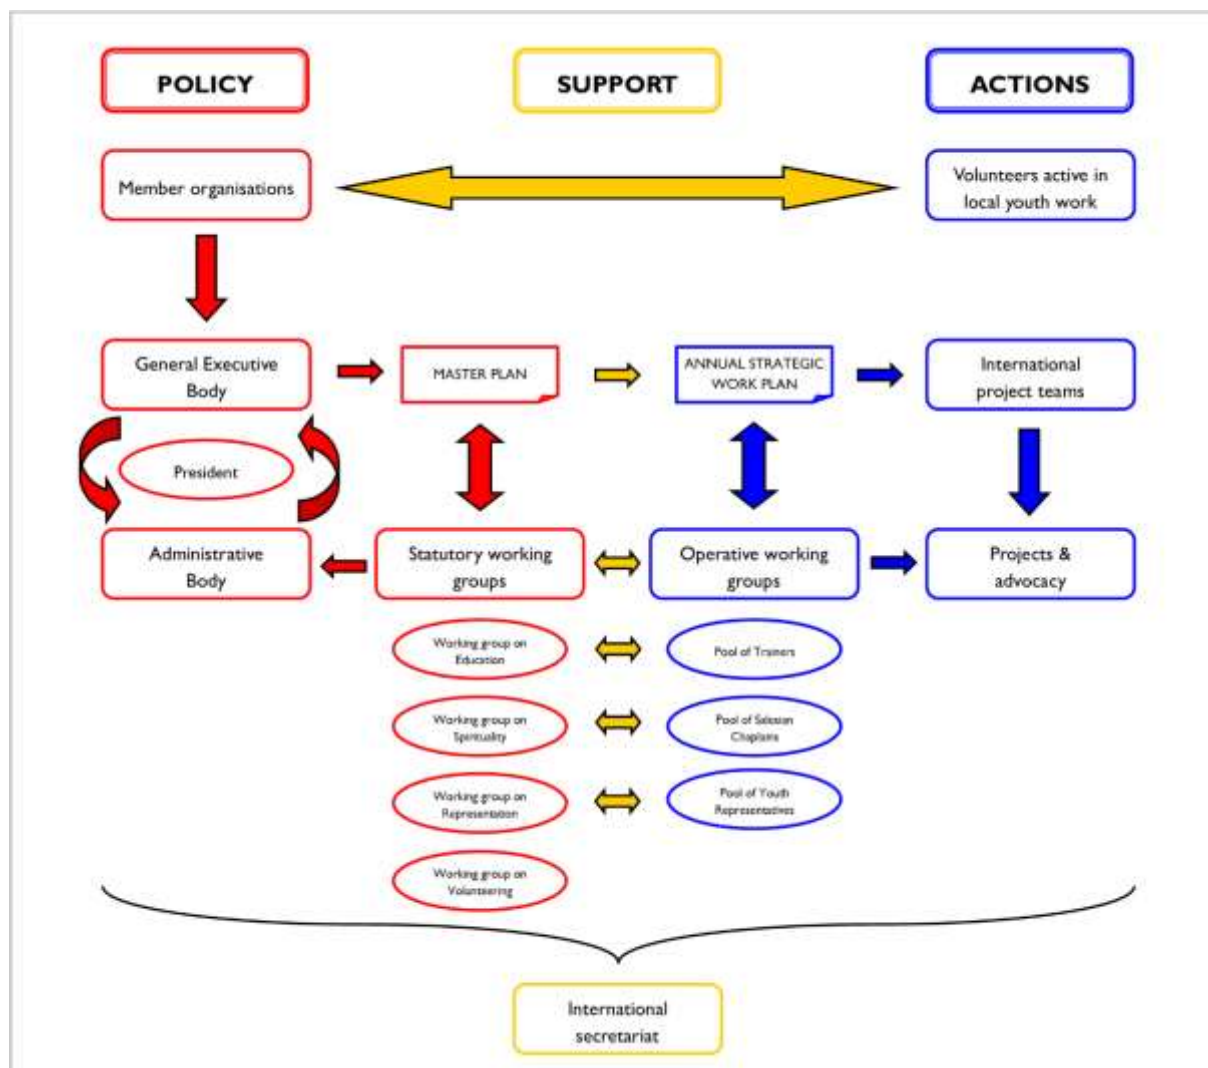 POLICY
SUPPORT
ACTIONS
Member organisations
Volunteers active in
local youth work
General Executive
Body
MASTER PLAN
ANNUAL STRATEGIC
WORK PLAN
International
project teams
President
Administrative
Body
Statutory working
groups
Operative working
groups
Projects &
advocacy
Working group on
Education
Pool of Trainers
Working group on
Spirituality
Pool of Salesian
Chaplains
Working group on
Representation
Pool of Youth
Representatives
Working group on
Volunteering
International
secretariat